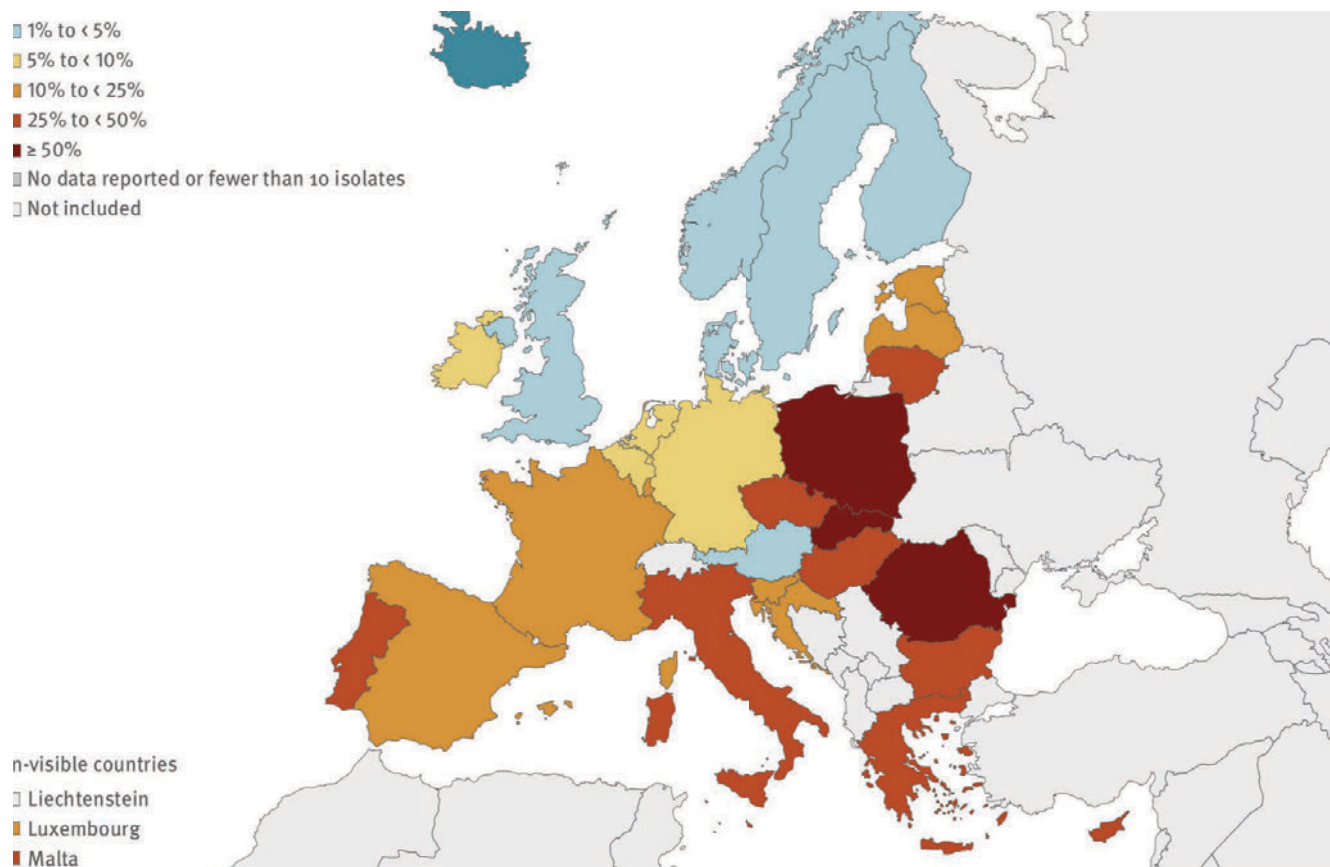 1% to < 5%
5% to < 10%
10% to < 25%
25% to < 50%
≥ 50%
No data reported or fewer than 10 isolates
Not included
n-visible countries
Liechtenstein
Luxembourg
Malta